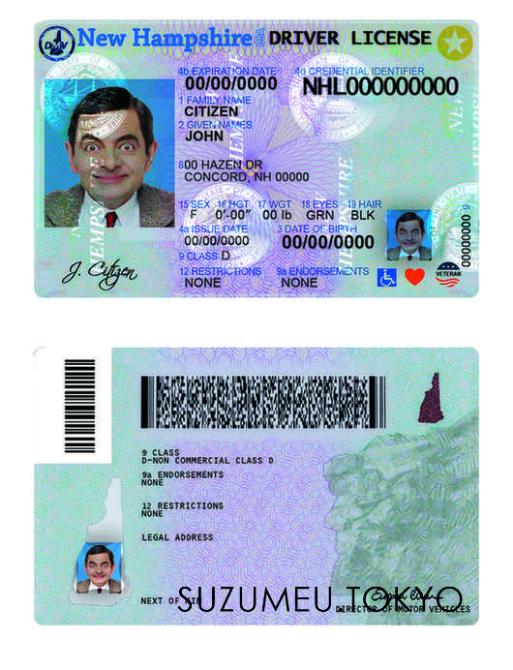 DMV New Hampshire DRIVER LICENSE
4b EXPIRATION DATE 4d CREDENTIAL IDENTIFIER
00/00/0000 NHL000000000
1 FAMILY NAME
CITIZEN
2 GIVEN NAMES
JOHN
800 HAZEN DR
CONCORD, NH 00000
15 SEX 16 HGT 17 WGT 18 EYES 19 HAIR
F 0'-00" 00 lb GRN BLK
4a ISSUE DATE 3 DATE OF BIRTH
00/00/0000 00/00/0000
9 CLASS D
12 RESTRICTIONS 9a ENDORSEMENTS
NONE NONE
J. Citizen
VETERAN
9 CLASS
D-NON COMMERCIAL CLASS D
9a ENDORSEMENTS
NONE
12 RESTRICTIONS
NONE
LEGAL ADDRESS
NEXT OF KIN
SUZUMEU TOKYO
DIRECTOR OF MOTOR VEHICLES